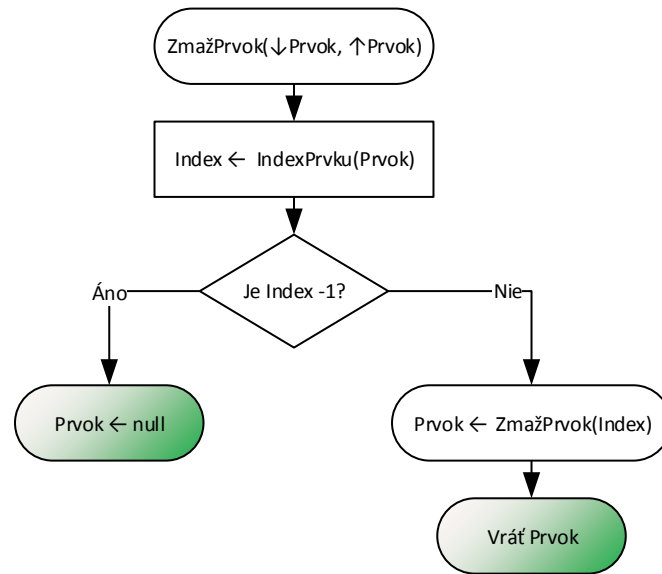 ZmažPrvok(↓Prvok, ↑Prvok)
Index ← IndexPrvku(Prvok)
Je Index -1?
Áno
Nie
Prvok ← null
Prvok ← ZmažPrvok(Index)
Vráť Prvok